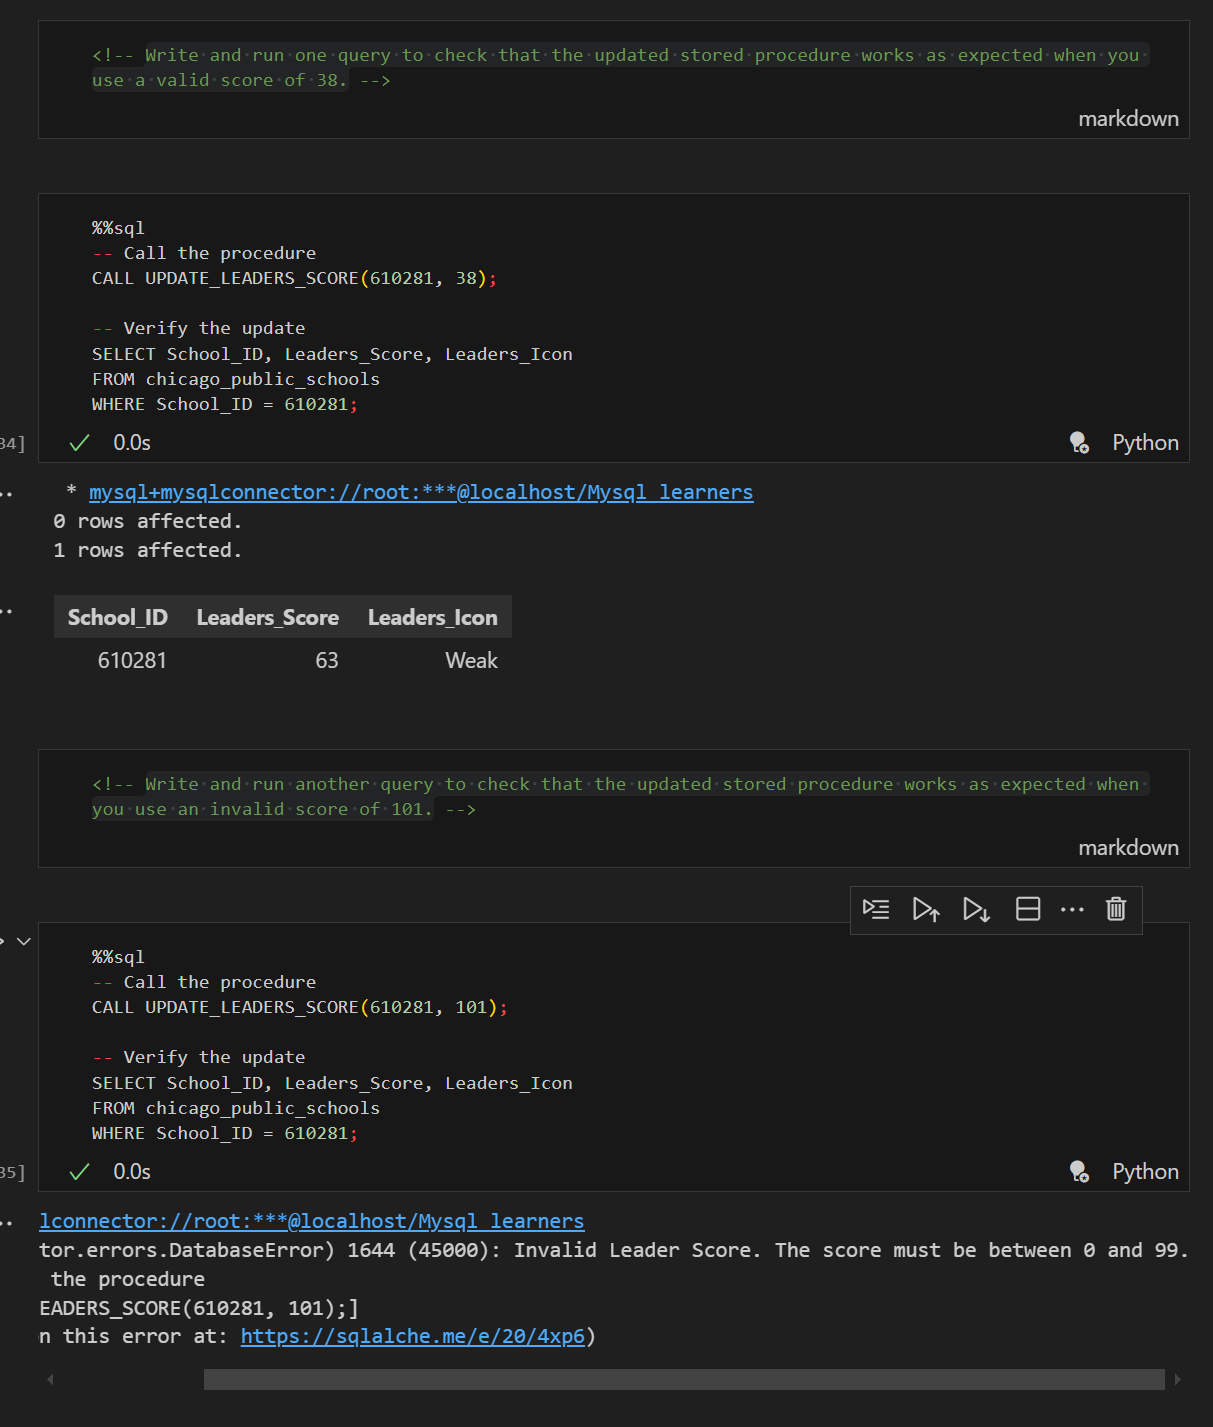 <!-- Write and run one query to check that the updated stored procedure works as expected when you
use a valid score of 38. -->
markdown
%%sql
-- Call the procedure
CALL UPDATE_LEADERS_SCORE(610281, 38);
-- Verify the update
SELECT School_ID, Leaders_Score, Leaders_Icon
FROM chicago_public_schools
WHERE School_ID = 610281;
34]
0.0s
Python
* mysql+mysqlconnector://root:***@localhost/Mysql_learners
0 rows affected.
1 rows affected.
School_ID Leaders_Score Leaders_Icon
610281 63 Weak
<!-- Write and run another query to check that the updated stored procedure works as expected when
you use an invalid score of 101. -->
markdown
%%sql
-- Call the procedure
CALL UPDATE_LEADERS_SCORE(610281, 101);
-- Verify the update
SELECT School_ID, Leaders_Score, Leaders_Icon
FROM chicago_public_schools
WHERE School_ID = 610281;
35]
0.0s
Python
lconnector://root:***@localhost/Mysql_learners
tor.errors.DatabaseError) 1644 (45000): Invalid Leader Score. The score must be between 0 and 99.
the procedure
EADERS_SCORE(610281, 101);]
n this error at: https://sqlalche.me/e/20/4xp6)